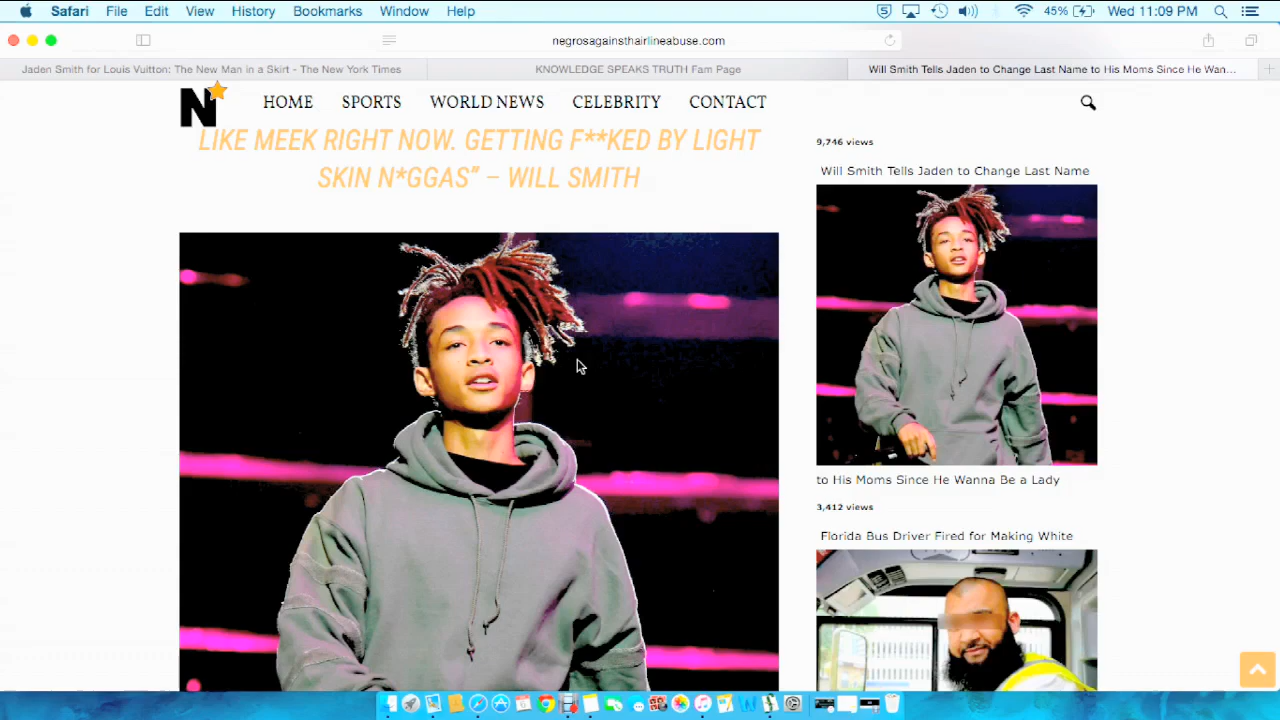 Safari File Edit View History Bookmarks Window Help 45% Wed 11:09 PM
negrosagainsthairlineabuse.com
Jaden Smith for Louis Vuitton: The New Man in a Skirt - The New York Times KNOWLEDGE SPEAKS TRUTH Fam Page Will Smith Tells Jaden to Change Last Name to His Moms Since He Wan...
N HOME SPORTS WORLD NEWS CELEBRITY CONTACT
LIKE MEEK RIGHT NOW. GETTING F**KED BY LIGHT
SKIN N*GGAS” – WILL SMITH
9,746 views
Will Smith Tells Jaden to Change Last Name
to His Moms Since He Wanna Be a Lady
3,412 views
Florida Bus Driver Fired for Making White